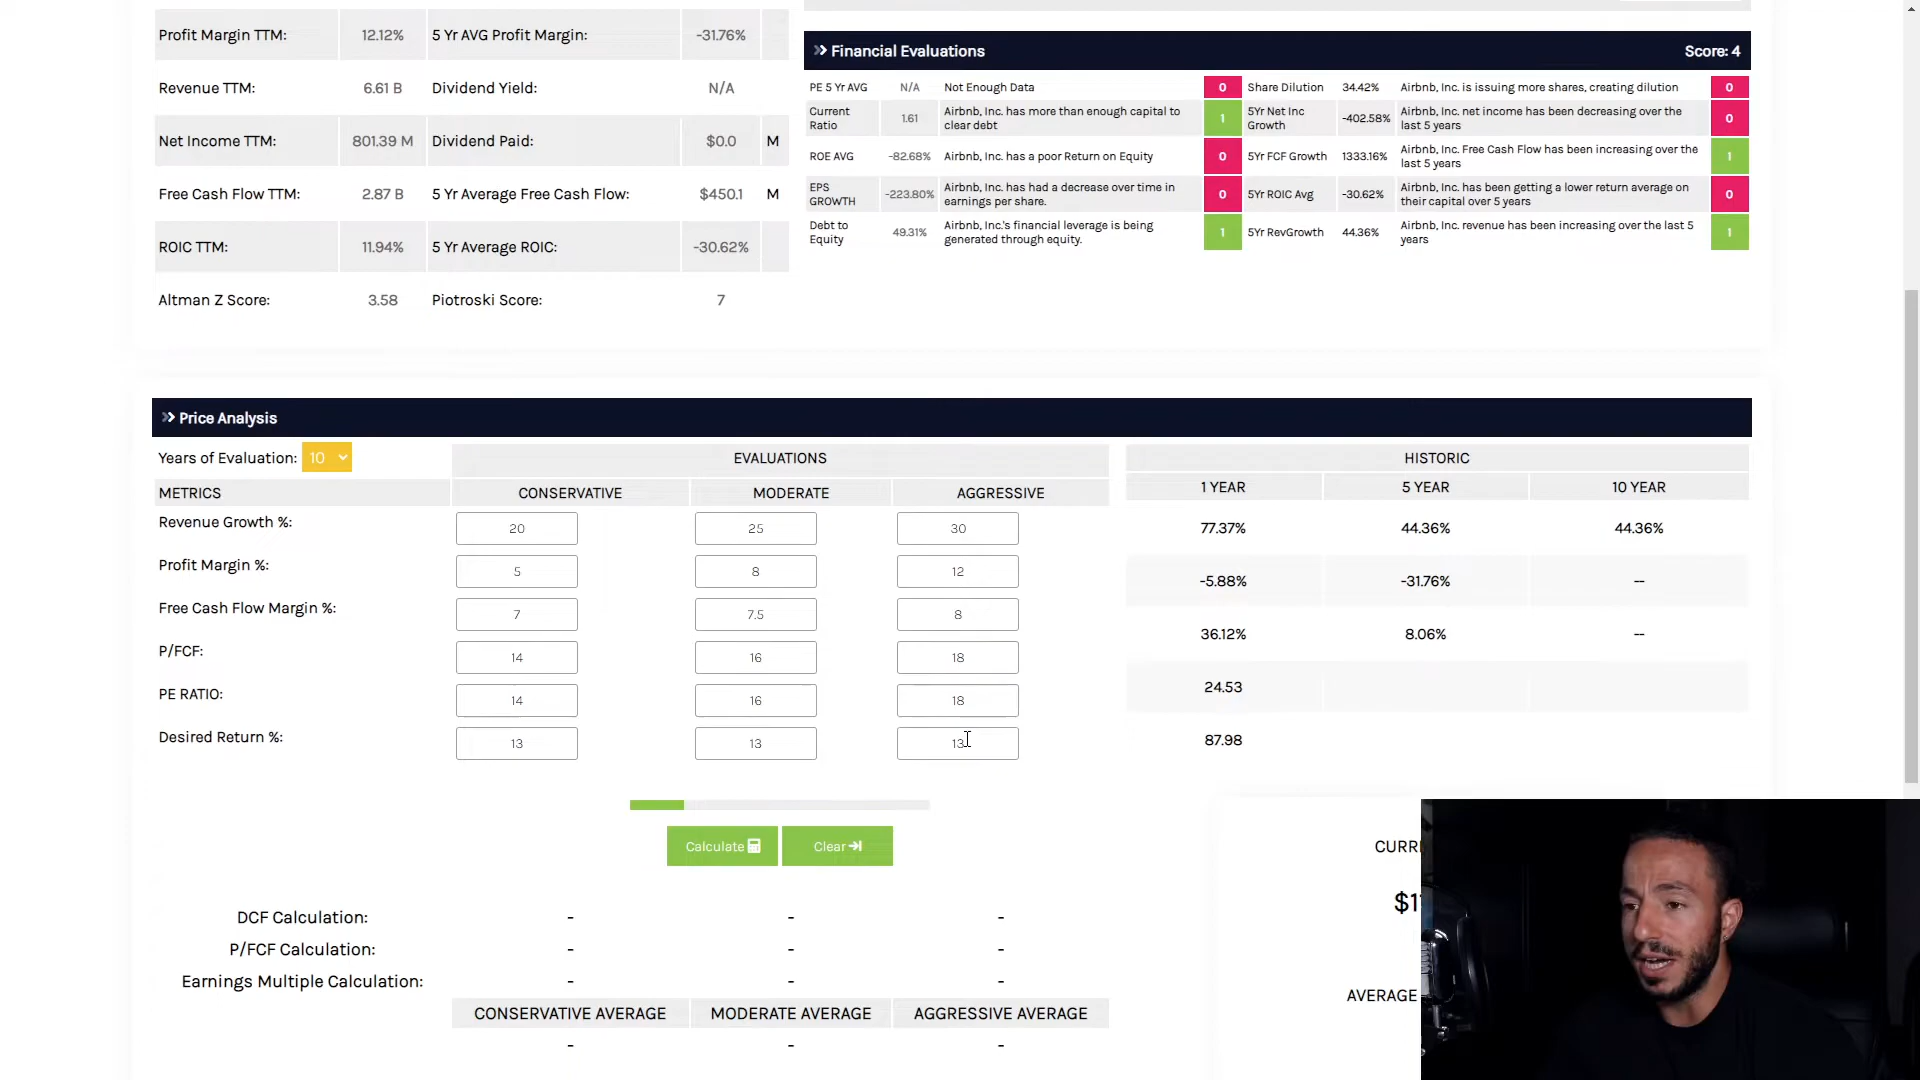 Profit Margin TTM: 12.12% 5 Yr AVG Profit Margin: -31.76%
Revenue TTM: 6.61 B Dividend Yield: N/A
Net Income TTM: 801.39 M Dividend Paid: $0.0 M
Free Cash Flow TTM: 2.87 B 5 Yr Average Free Cash Flow: $450.1 M
ROIC TTM: 11.94% 5 Yr Average ROIC: -30.62%
Altman Z Score: 3.58 Piotroski Score: 7
Financial Evaluations Score: 4
PE 5 Yr AVG N/A Not Enough Data 0 Share Dilution 34.42% Airbnb, Inc. is issuing more shares, creating dilution 0
Current Ratio 1.61 Airbnb, Inc. has more than enough capital to clear debt 1 5Yr Net Inc Growth -402.58% Airbnb, Inc. net income has been decreasing over the last 5 years 0
ROE AVG -82.68% Airbnb, Inc. has a poor Return on Equity 0 5Yr FCF Growth 1333.16% Airbnb, Inc. Free Cash Flow has been increasing over the last 5 years 1
EPS GROWTH -223.80% Airbnb, Inc. has had a decrease over time in earnings per share. 0 5Yr ROIC Avg -30.62% Airbnb, Inc. has been getting a lower return average on their capital over 5 years 0
Debt to Equity 49.31% Airbnb, Inc.'s financial leverage is being generated through equity. 1 5Yr RevGrowth 44.36% Airbnb, Inc. revenue has been increasing over the last 5 years 1
Price Analysis
Years of Evaluation: 10 EVALUATIONS HISTORIC
METRICS CONSERVATIVE MODERATE AGGRESSIVE 1 YEAR 5 YEAR 10 YEAR
Revenue Growth %: 20 25 30 77.37% 44.36% 44.36%
Profit Margin %: 5 8 12 -5.88% -31.76% --
Free Cash Flow Margin %: 7 7.5 8 36.12% 8.06% --
P/FCF: 14 16 18 24.53
PE RATIO: 14 16 18 87.98
Desired Return %: 13 13 13
Calculate Clear
CURR
$1
DCF Calculation: - - -
P/FCF Calculation: - - -
Earnings Multiple Calculation: - - -
AVERAGE
CONSERVATIVE AVERAGE MODERATE AVERAGE AGGRESSIVE AVERAGE
- - -